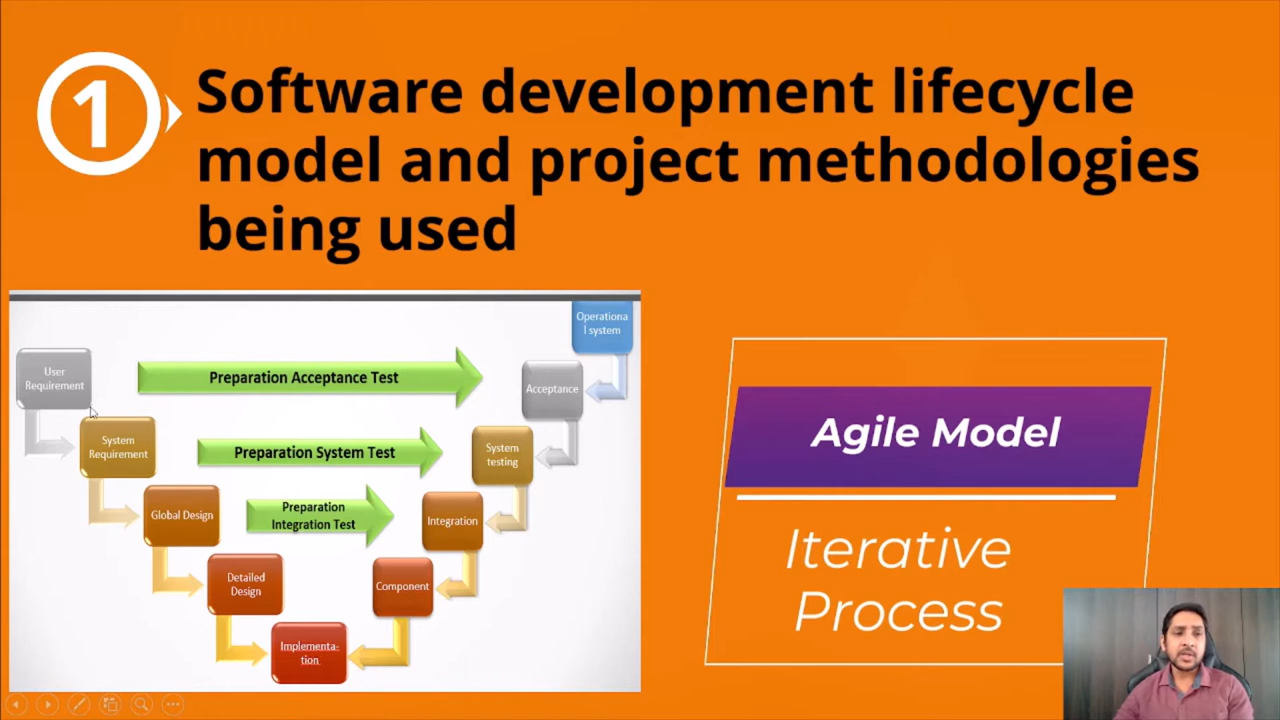 1
Software development lifecycle
model and project methodologies
being used
Operationa
l system
User
Requirement
Preparation Acceptance Test
Acceptance
System
Requirement
Preparation System Test
System
testing
Global Design
Preparation
Integration Test
Integration
Detailed
Design
Component
Implementa-
tion
Agile Model
Iterative
Process